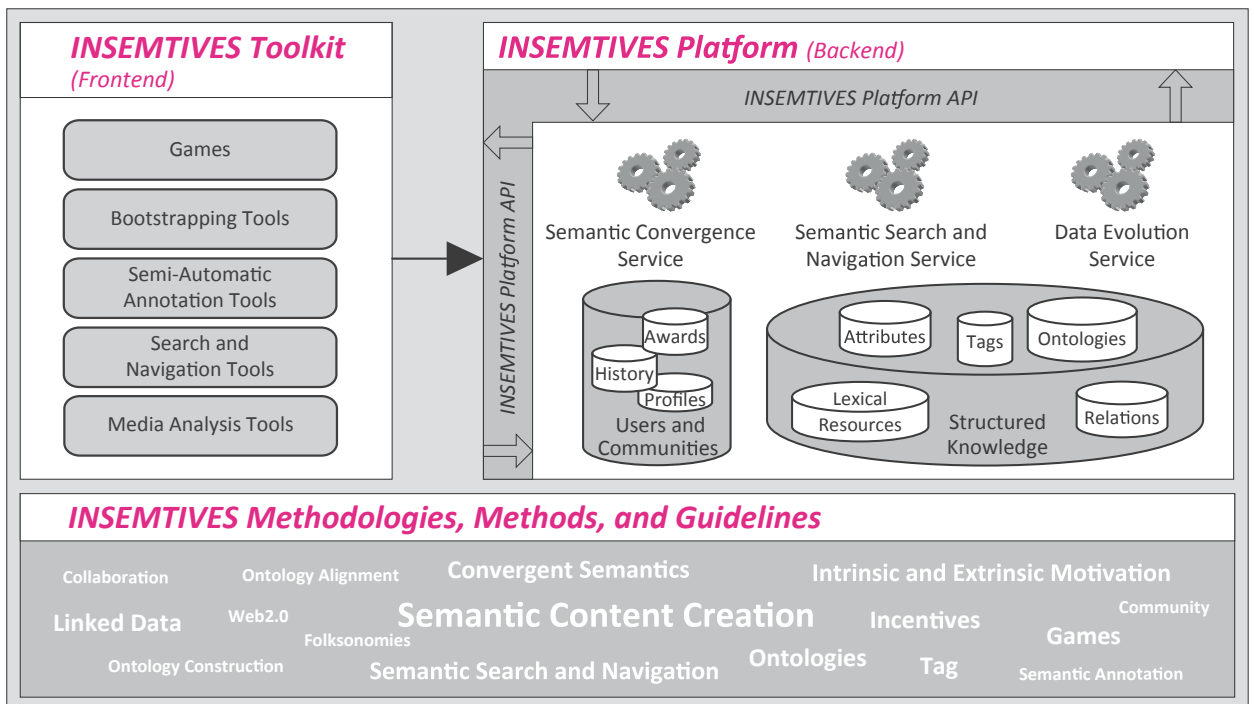 INSEMTIVES Toolkit
(Frontend)
Games
Bootstrapping Tools
Semi-Automatic
Annotation Tools
Search and
Navigation Tools
Media Analysis Tools
INSEMTIVES Platform (Backend)
INSEMTIVES Platform API
INSEMTIVES Platform API
Semantic Convergence
Service
Semantic Search and
Navigation Service
Data Evolution
Service
Awards
History
Profiles
Users and
Communities
Attributes
Tags
Ontologies
Lexical
Resources
Structured
Knowledge
Relations
INSEMTIVES Methodologies, Methods, and Guidelines
Collaboration
Ontology Alignment
Convergent Semantics
Intrinsic and Extrinsic Motivation
Linked Data
Web2.0
Folksonomies
Semantic Content Creation
Incentives
Community
Games
Ontology Construction
Semantic Search and Navigation
Ontologies
Tag
Semantic Annotation